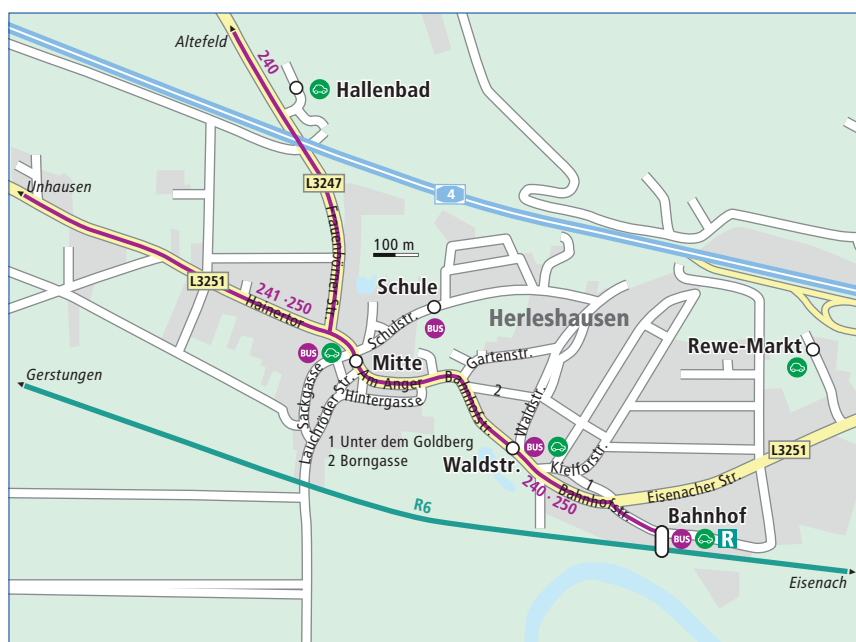 Altefeld
240
Hallenbad
4
Unhausen
L3247
Frauenborner Str.
100 m
L3251
241 · 250
Hainertor
Schule
BUS
Schulstr.
Herleshausen
Rewe-Markt
BUS
Mitte
Gartenstr.
Gerstungen
Sackgasse
Lauchröder Str.
Am Anger
Hintergasse
Bahnhofstr.
2
Waldstr.
1 Unter dem Goldberg
2 Borngasse
BUS
Waldstr.
Kielforstr.
1
L3251
Eisenacher Str.
240 · 250
Bahnhofstr.
R6
Bahnhof
BUS
R
Eisenach